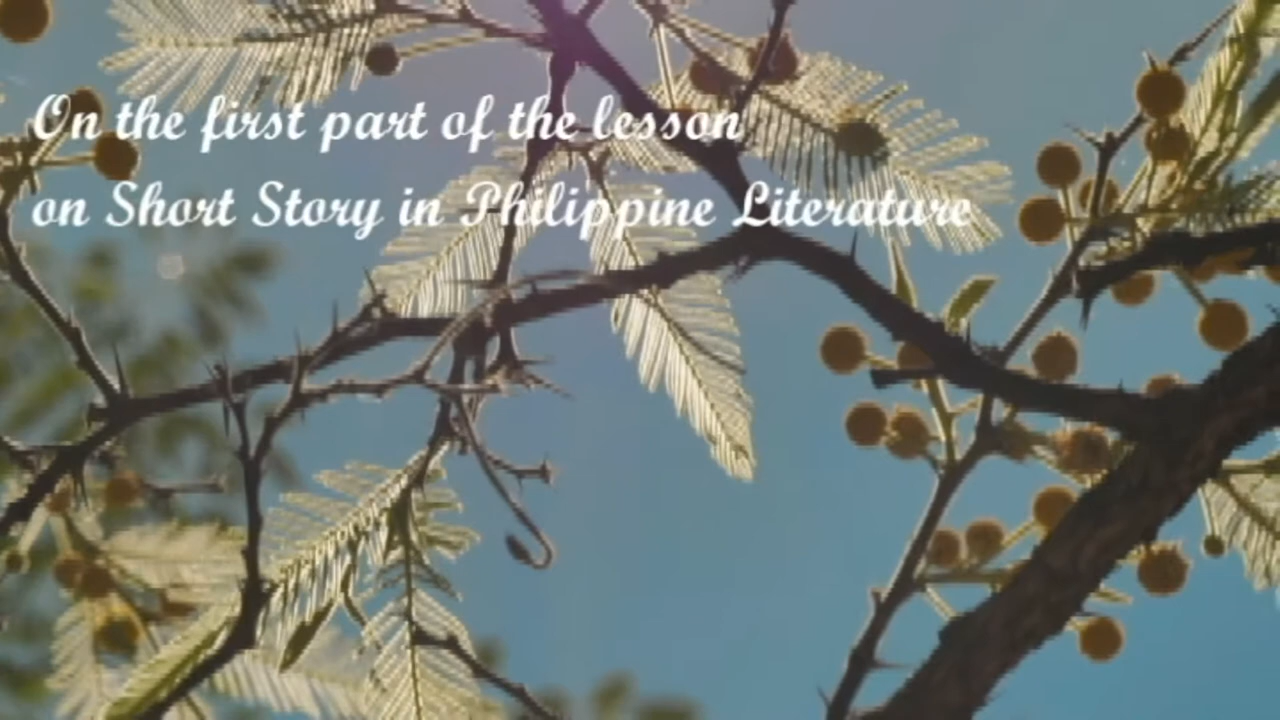 On the first part of the lesson
on Short Story in Philippine Literature